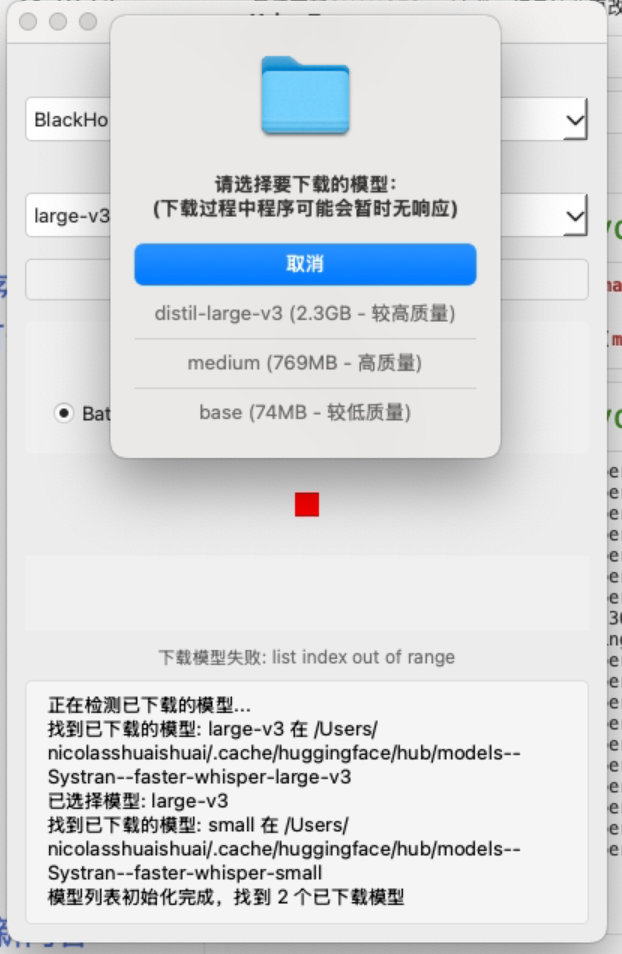 请选择要下载的模型：
(下载过程中程序可能会暂时无响应)
取消
distil-large-v3 (2.3GB - 较高质量)
medium (769MB - 高质量)
base (74MB - 较低质量)
BlackHo
large-v3
Bat
下载模型失败: list index out of range
正在检测已下载的模型...
找到已下载的模型: large-v3 在 /Users/
nicolasshuaishuai/.cache/huggingface/hub/models--
Systran--faster-whisper-large-v3
已选择模型: large-v3
找到已下载的模型: small 在 /Users/
nicolasshuaishuai/.cache/huggingface/hub/models--
Systran--faster-whisper-small
模型列表初始化完成，找到 2 个已下载模型